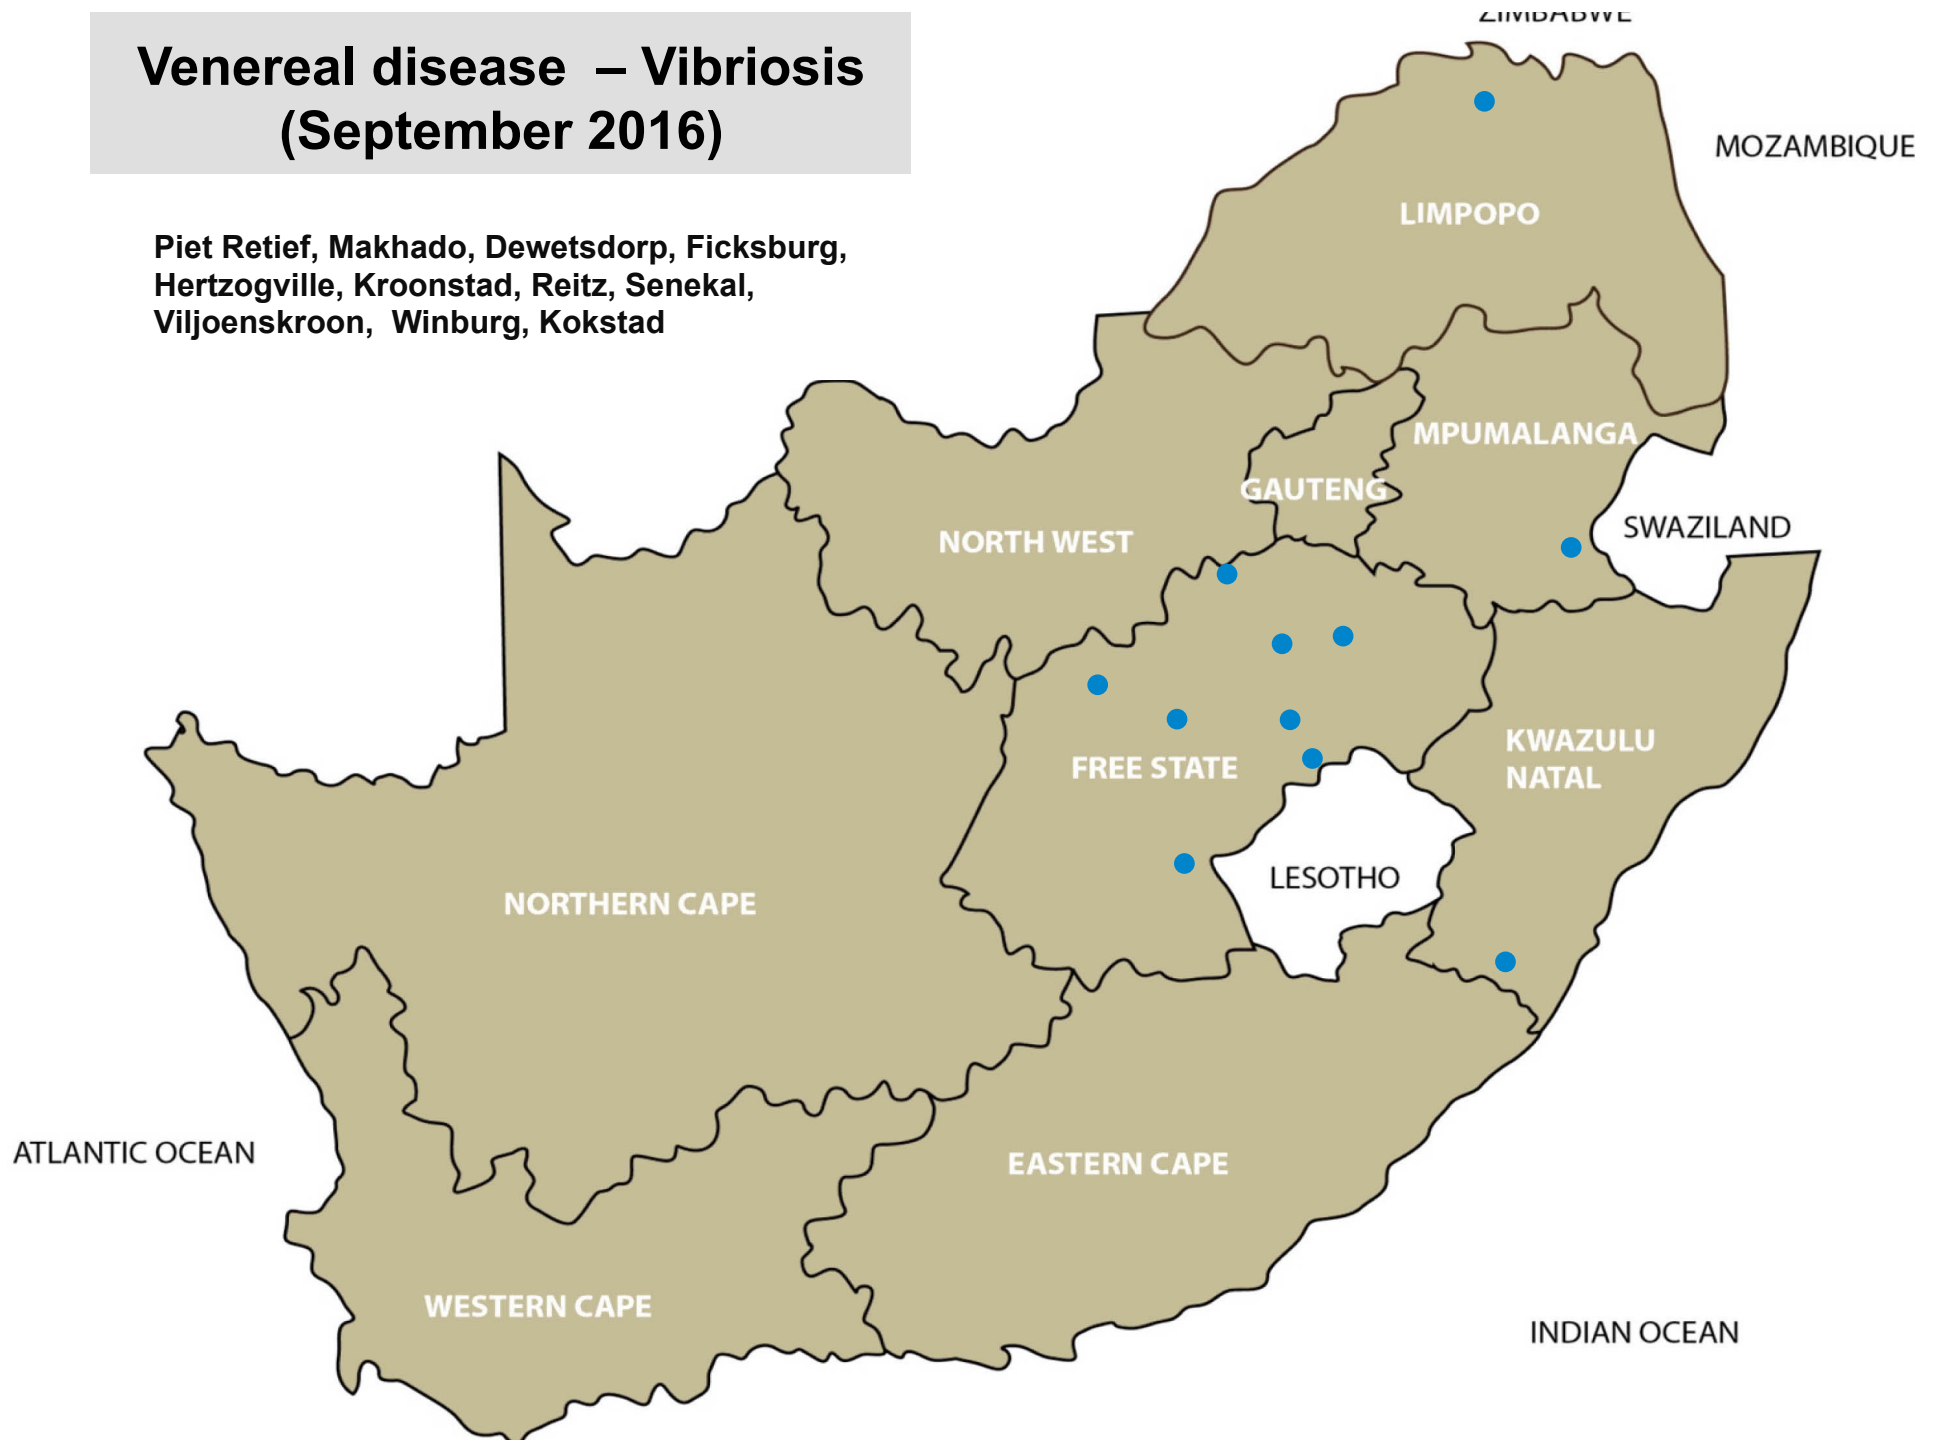 Venereal disease – Vibriosis
(September 2016)
Piet Retief, Makhado, Dewetsdorp, Ficksburg,
Hertzogville, Kroonstad, Reitz, Senekal,
Viljoenskroon, Winburg, Kokstad
ZIMBABWE
MOZAMBIQUE
LIMPOPO
MPUMALANGA
GAUTENG
SWAZILAND
NORTH WEST
KWAZULU
NATAL
FREE STATE
LESOTHO
NORTHERN CAPE
ATLANTIC OCEAN
EASTERN CAPE
WESTERN CAPE
INDIAN OCEAN